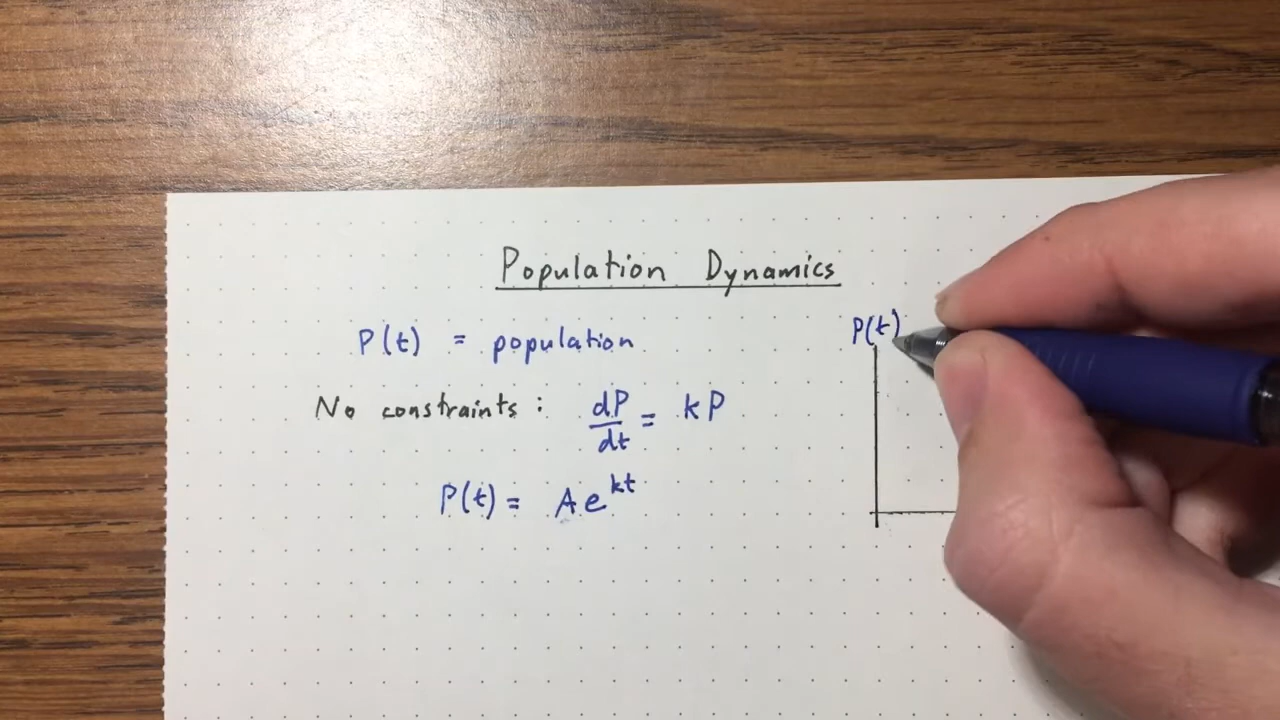 Population Dynamics
P(t) = population
No constraints: dP/dt = kP
P(t) = Ae^kt
P(t)